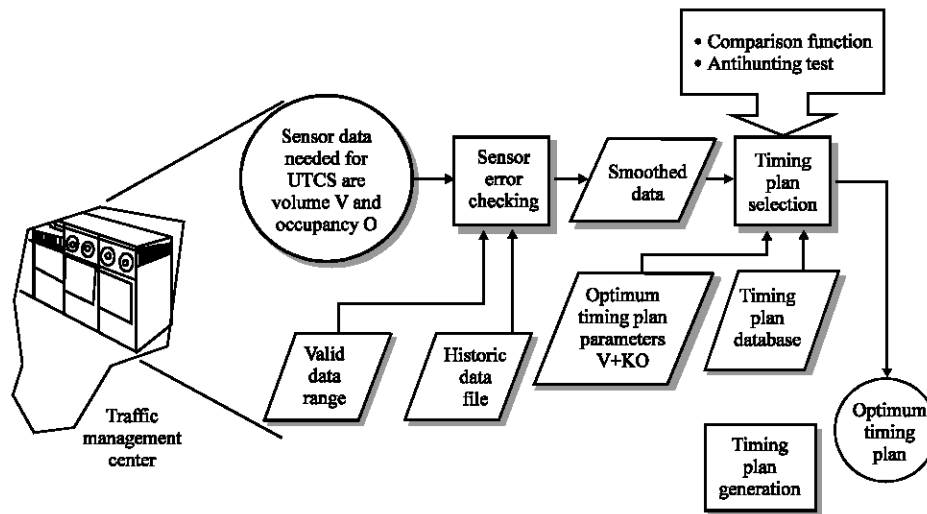 • Comparison function
• Antihunting test
Sensor data
needed for
UTCS are
volume V and
occupancy O
Sensor
error
checking
Smoothed
data
Timing
plan
selection
Valid
data
range
Historic
data
file
Optimum
timing plan
parameters
V+KO
Timing
plan
database
Optimum
timing
plan
Timing
plan
generation
Traffic
management
center